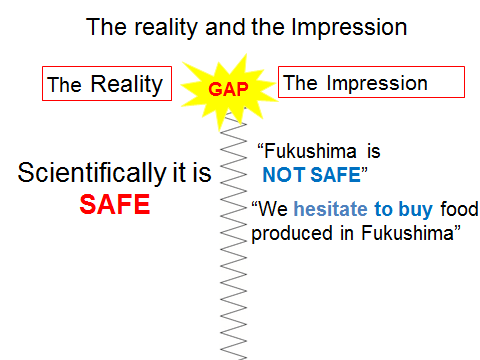 The reality and the Impression
The Reality
GAP
The Impression
Scientifically it is
SAFE
“Fukushima is
NOT SAFE”
“We hesitate to buy food
produced in Fukushima”